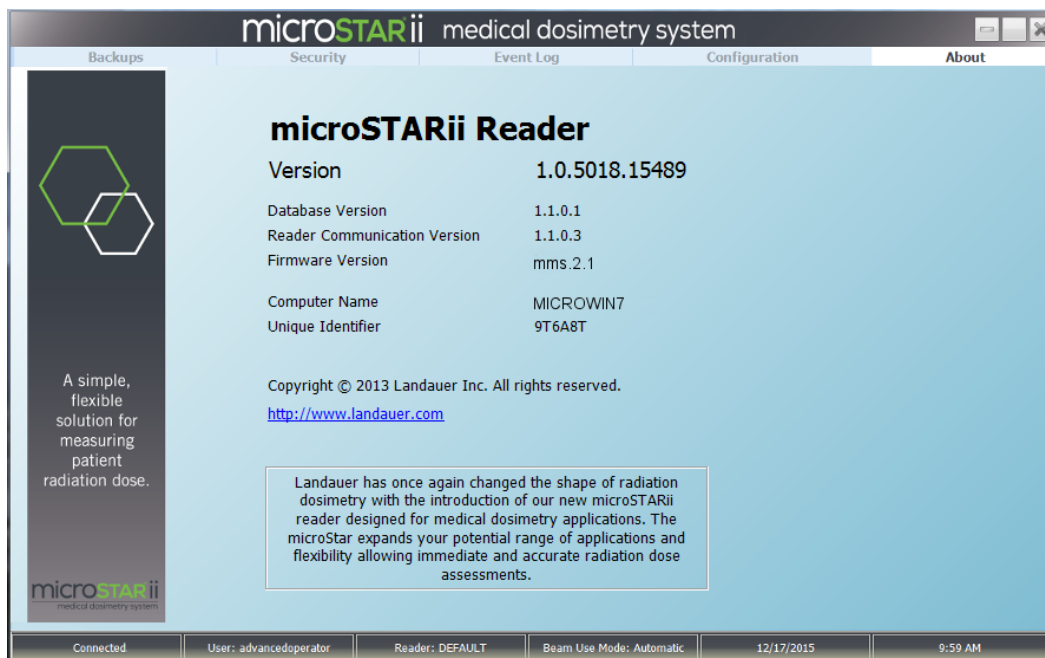 microSTARii medical dosimetry system
Backups Security Event Log Configuration About
microSTARii Reader
Version 1.0.5018.15489
Database Version 1.1.0.1
Reader Communication Version 1.1.0.3
Firmware Version mms.2.1
Computer Name MICROWIN7
Unique Identifier 9T6A8T
Copyright © 2013 Landauer Inc. All rights reserved.
http://www.landauer.com
A simple,
flexible
solution for
measuring
patient
radiation dose.
Landauer has once again changed the shape of radiation
dosimetry with the introduction of our new microSTARii
reader designed for medical dosimetry applications. The
microStar expands your potential range of applications and
flexibility allowing immediate and accurate radiation dose
assessments.
microSTARii
medical dosimetry system
Connected User: advancedoperator Reader: DEFAULT Beam Use Mode: Automatic 12/17/2015 9:59 AM